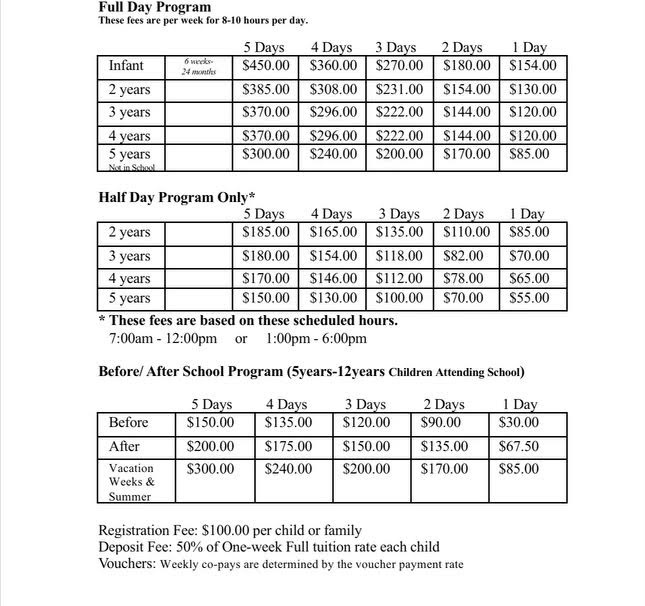 Full Day Program
These fees are per week for 8-10 hours per day.
5 Days 4 Days 3 Days 2 Days 1 Day
Infant 6 weeks- 24 months $450.00 $360.00 $270.00 $180.00 $154.00
2 years $385.00 $308.00 $231.00 $154.00 $130.00
3 years $370.00 $296.00 $222.00 $144.00 $120.00
4 years $370.00 $296.00 $222.00 $144.00 $120.00
5 years $300.00 $240.00 $200.00 $170.00 $85.00
Not in School
Half Day Program Only*
5 Days 4 Days 3 Days 2 Days 1 Day
2 years $185.00 $165.00 $135.00 $110.00 $85.00
3 years $180.00 $154.00 $118.00 $82.00 $70.00
4 years $170.00 $146.00 $112.00 $78.00 $65.00
5 years $150.00 $130.00 $100.00 $70.00 $55.00
* These fees are based on these scheduled hours.
7:00am - 12:00pm or 1:00pm - 6:00pm
Before/ After School Program (5years-12years Children Attending School)
5 Days 4 Days 3 Days 2 Days 1 Day
Before $150.00 $135.00 $120.00 $90.00 $30.00
After $200.00 $175.00 $150.00 $135.00 $67.50
Vacation $300.00 $240.00 $200.00 $170.00 $85.00
Weeks &
Summer
Registration Fee: $100.00 per child or family
Deposit Fee: 50% of One-week Full tuition rate each child
Vouchers: Weekly co-pays are determined by the voucher payment rate